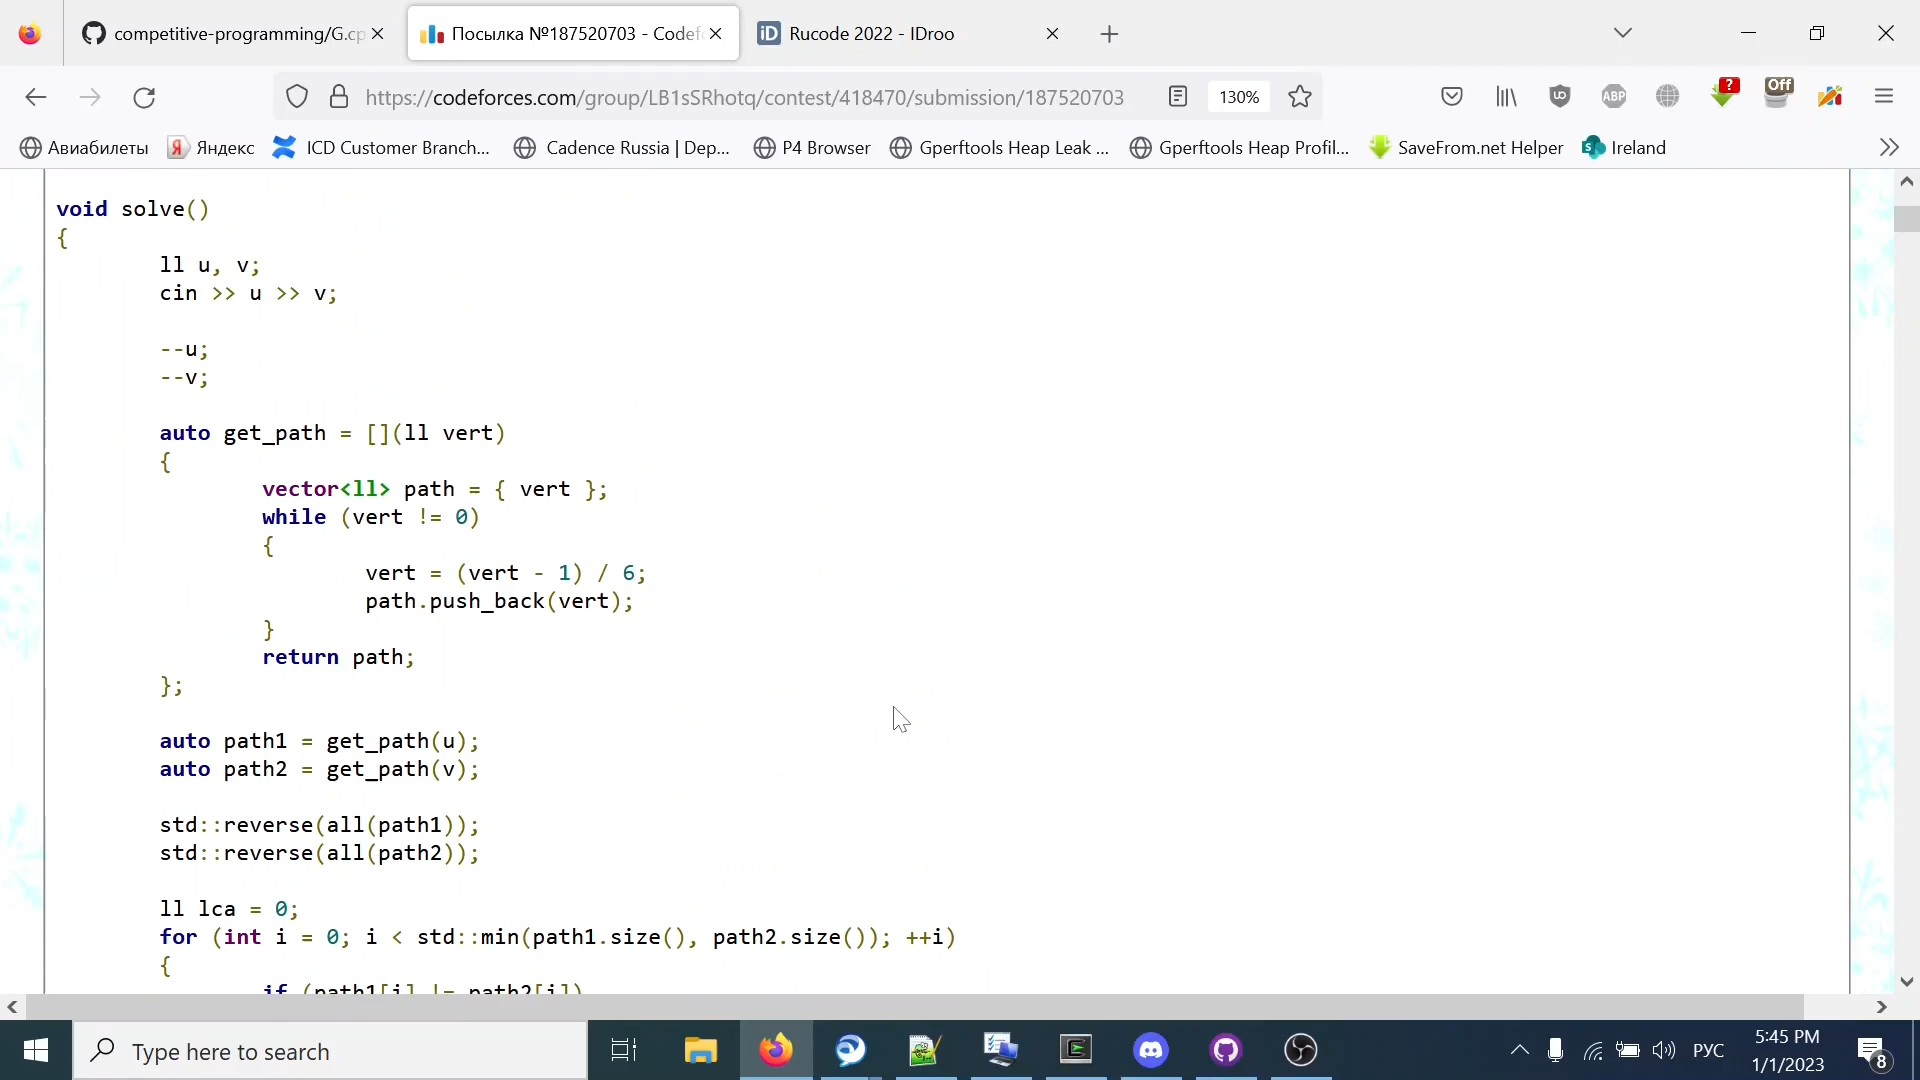 competitive-programming/G.cp
Посылка №187520703 - Codef
Rucode 2022 - IDroo
https://codeforces.com/group/LB1sSRhotq/contest/418470/submission/187520703
130%
ABP
?
Off
Авиабилеты
Яндекс
ICD Customer Branch...
Cadence Russia | Dep...
P4 Browser
Gperftools Heap Leak ...
Gperftools Heap Profil...
SaveFrom.net Helper
Ireland
void solve()
{
ll u, v;
cin >> u >> v;
--u;
--v;
auto get_path = [](ll vert)
{
vector<ll> path = { vert };
while (vert != 0)
{
vert = (vert - 1) / 6;
path.push_back(vert);
}
return path;
};
auto path1 = get_path(u);
auto path2 = get_path(v);
std::reverse(all(path1));
std::reverse(all(path2));
ll lca = 0;
for (int i = 0; i < std::min(path1.size(), path2.size()); ++i)
{
if (path1[i] != path2[i])
Type here to search
РУС
5:45 PM
1/1/2023
8